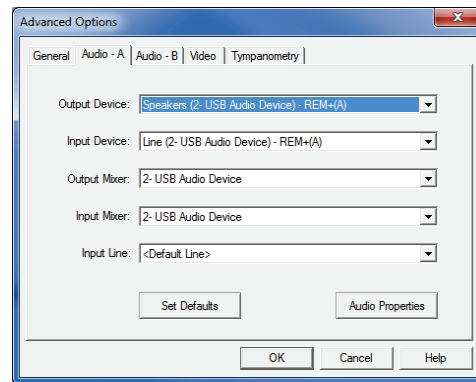 Advanced Options
General Audio - A Audio - B Video Tympanometry
Output Device: Speakers (2- USB Audio Device) - REM+(A)
Input Device: Line (2- USB Audio Device) - REM+(A)
Output Mixer: 2- USB Audio Device
Input Mixer: 2- USB Audio Device
Input Line: <Default Line>
Set Defaults Audio Properties
OK Cancel Help